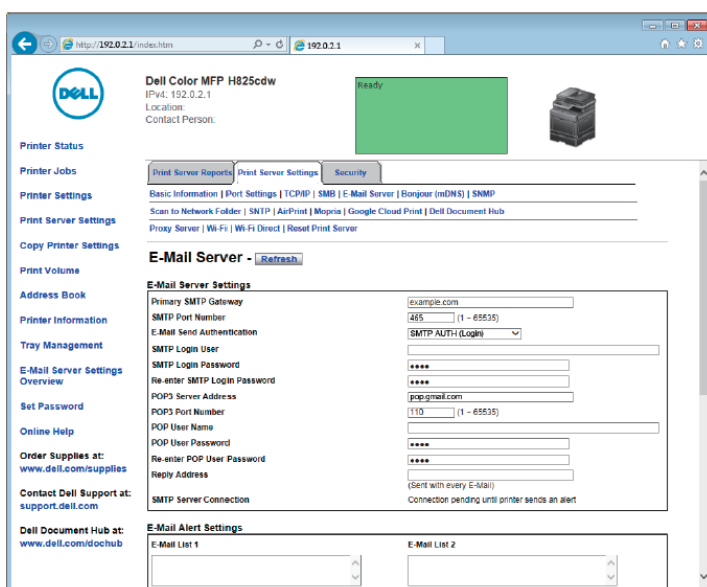 http://192.0.2.1/index.htm
192.0.2.1
DELL
Dell Color MFP H825cdw
IPv4: 192.0.2.1
Location:
Contact Person:
Ready
Printer Status
Printer Jobs
Printer Settings
Print Server Settings
Copy Printer Settings
Print Volume
Address Book
Printer Information
Tray Management
E-Mail Server Settings
Overview
Set Password
Online Help
Order Supplies at:
www.dell.com/supplies
Contact Dell Support at:
support.dell.com
Dell Document Hub at:
www.dell.com/dochub
Print Server Reports Print Server Settings Security
Basic Information | Port Settings | TCP/IP | SMB | E-Mail Server | Bonjour (mDNS) | SNMP
Scan to Network Folder | SNTP | AirPrint | Mopria | Google Cloud Print | Dell Document Hub
Proxy Server | Wi-Fi | Wi-Fi Direct | Reset Print Server
E-Mail Server - Refresh
E-Mail Server Settings
Primary SMTP Gateway example.com
SMTP Port Number 465 (1 ~ 65535)
E-Mail Send Authentication SMTP AUTH (Login)
SMTP Login User
SMTP Login Password ••••
Re-enter SMTP Login Password ••••
POP3 Server Address pop.gmail.com
POP3 Port Number 110 (1 ~ 65535)
POP User Name
POP User Password ••••
Re-enter POP User Password ••••
Reply Address
(Sent with every E-Mail)
SMTP Server Connection Connection pending until printer sends an alert
E-Mail Alert Settings
E-Mail List 1 E-Mail List 2